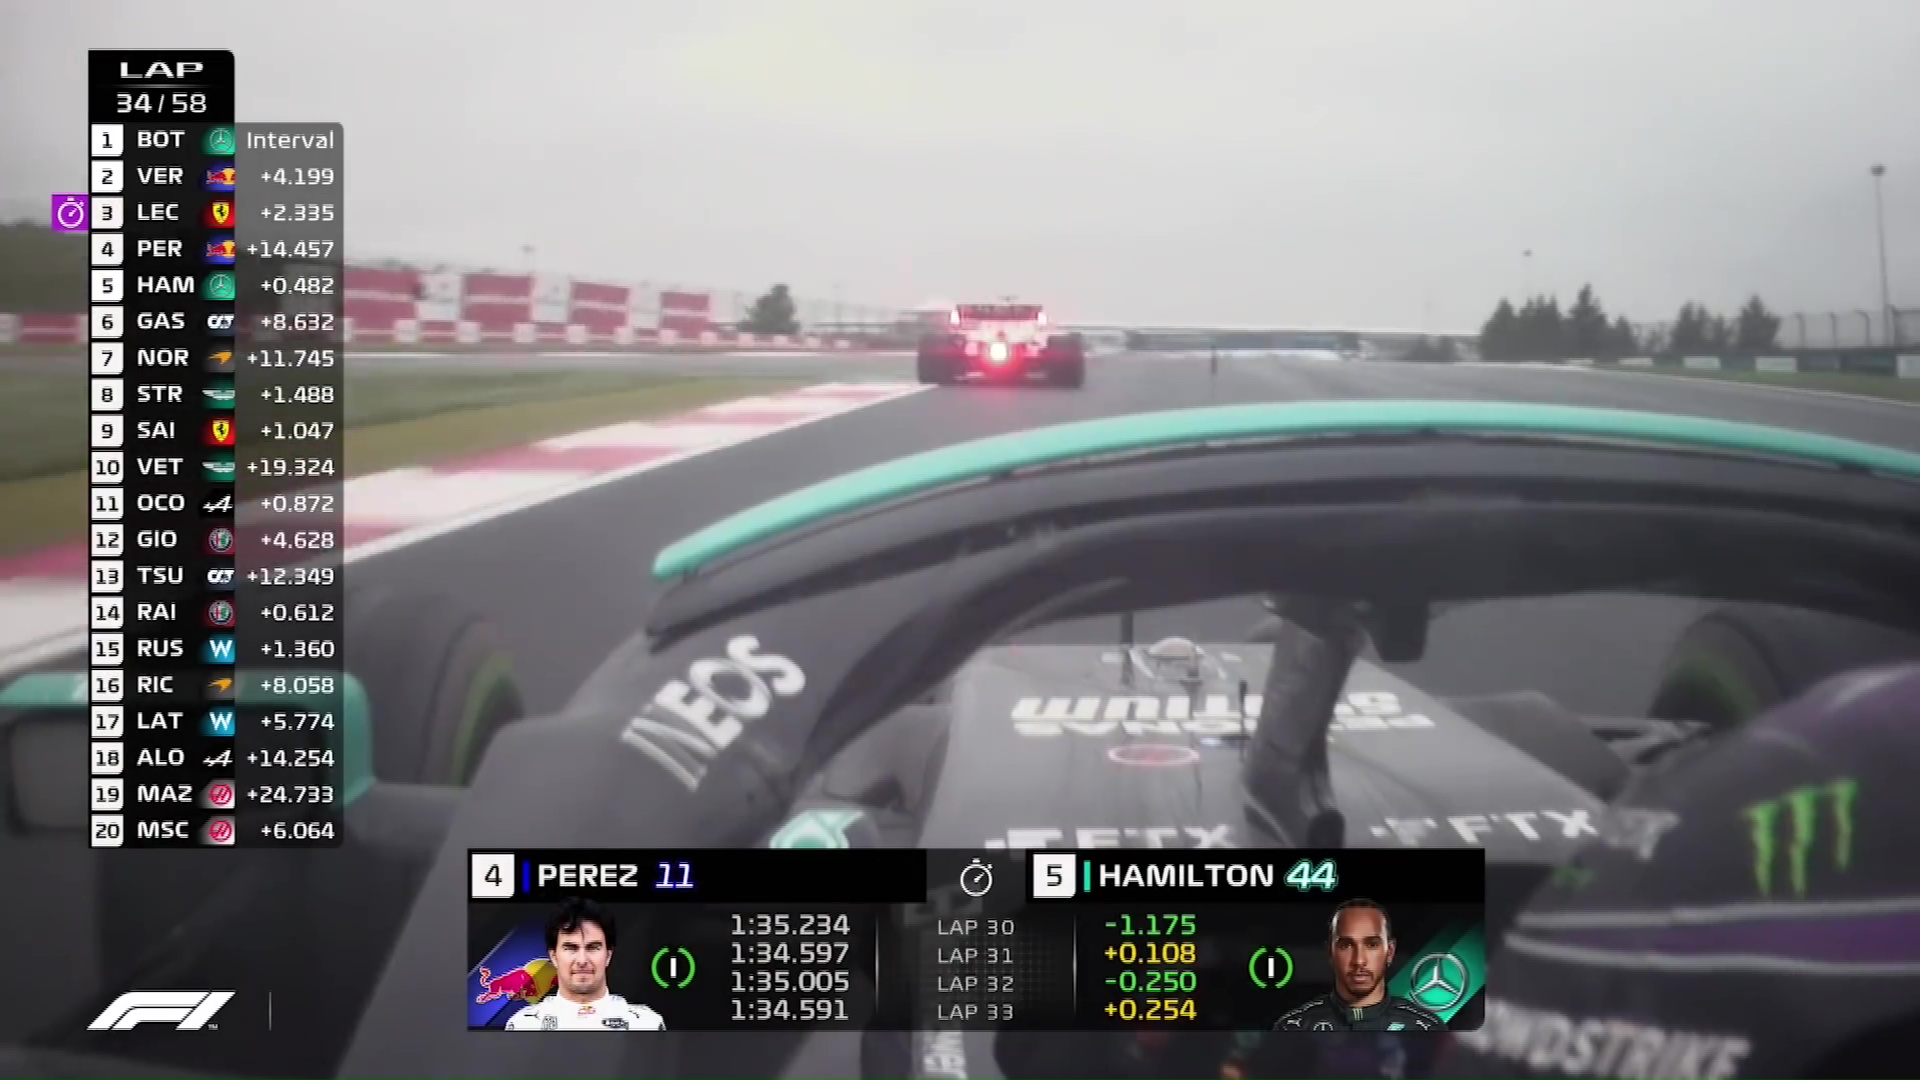 LAP
34/58
1 BOT Interval
2 VER +4.199
3 LEC +2.335
4 PER +14.457
5 HAM +0.482
6 GAS +8.632
7 NOR +11.745
8 STR +1.488
9 SAI +1.047
10 VET +19.324
11 OCO +0.872
12 GIO +4.628
13 TSU +12.349
14 RAI +0.612
15 RUS W +1.360
16 RIC +8.058
17 LAT W +5.774
18 ALO +14.254
19 MAZ +24.733
20 MSC +6.064
INEOS
PETRONAS
FTX
FTX
4 PEREZ 11
5 HAMILTON 44
1:35.234 LAP 30 -1.175
1:34.597 LAP 31 +0.108
1:35.005 LAP 32 -0.250
1:34.591 LAP 33 +0.254
I
I
F1
OWDSTRIKE